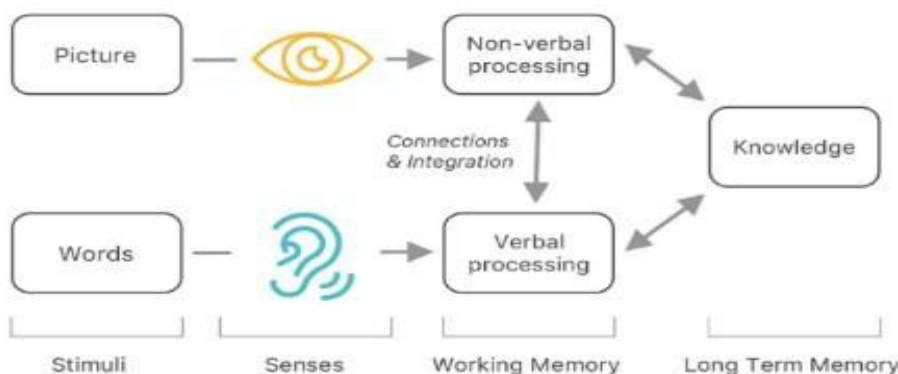 Picture
Non-verbal
processing
Connections
& Integration
Knowledge
Words
Verbal
processing
Stimuli
Senses
Working Memory
Long Term Memory